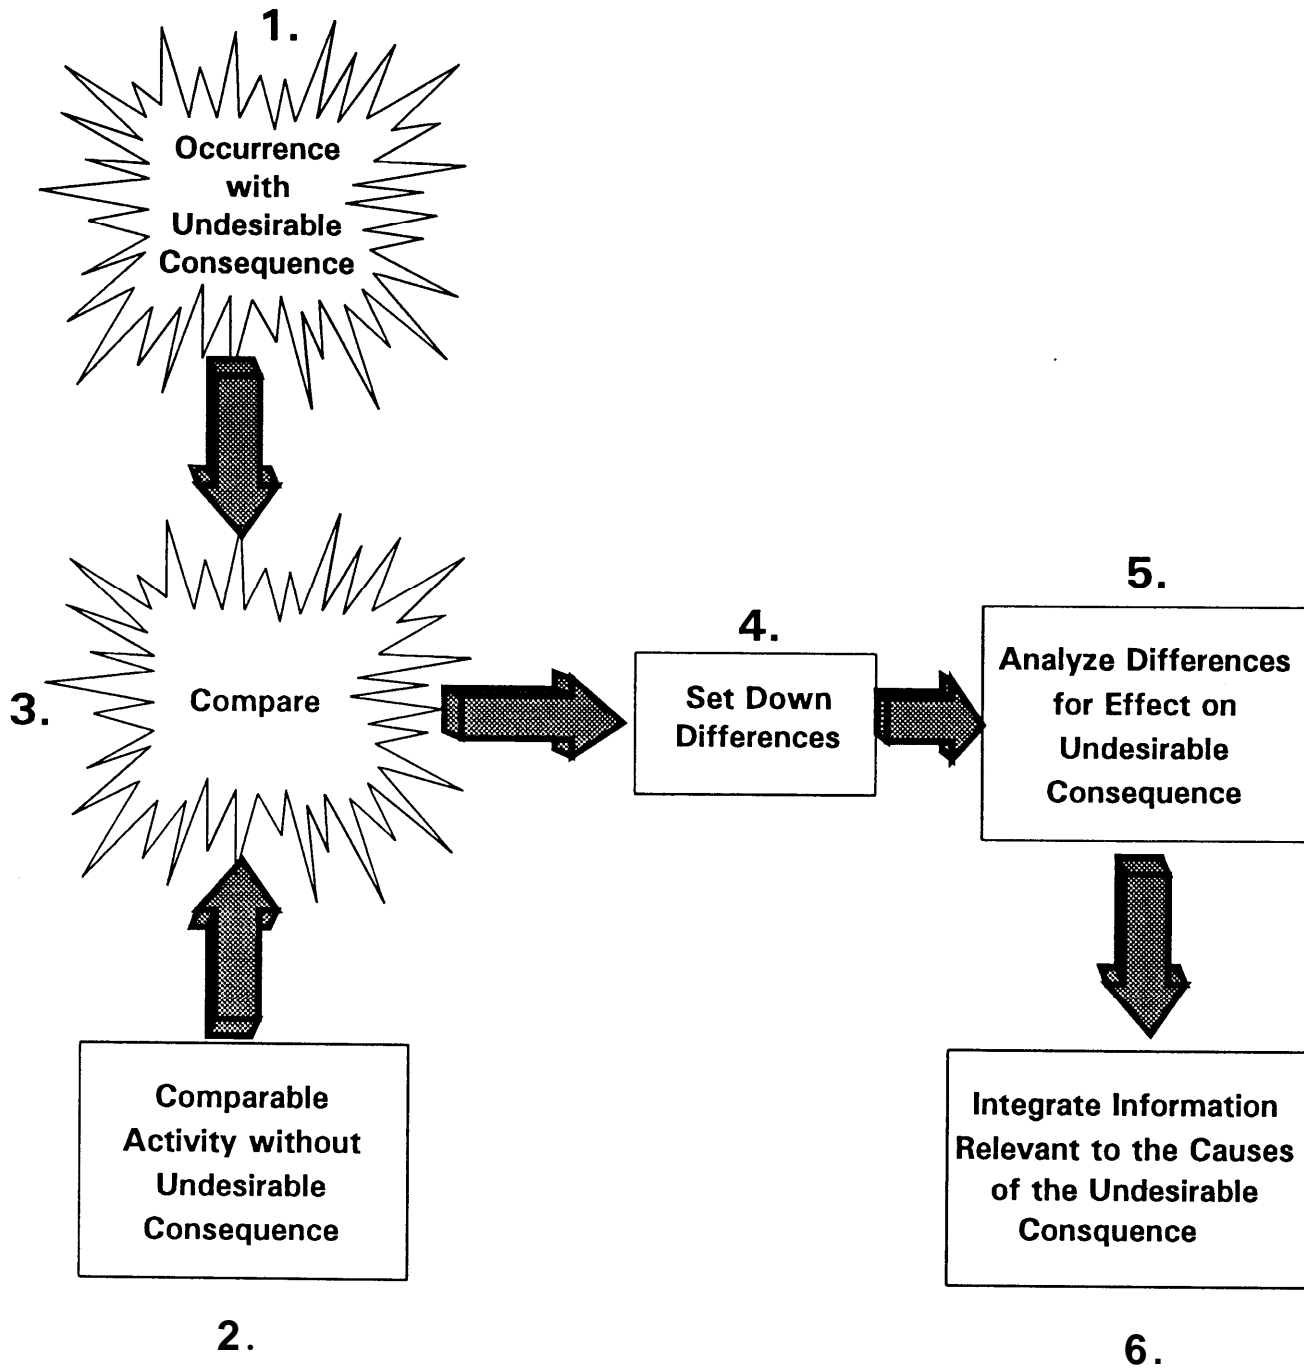 1.
Occurrence
with
Undesirable
Consequence
3.
Compare
4.
Set Down
Differences
5.
Analyze Differences
for Effect on
Undesirable
Consequence
Comparable
Activity without
Undesirable
Consequence
2.
Integrate Information
Relevant to the Causes
of the Undesirable
Consquence
6.